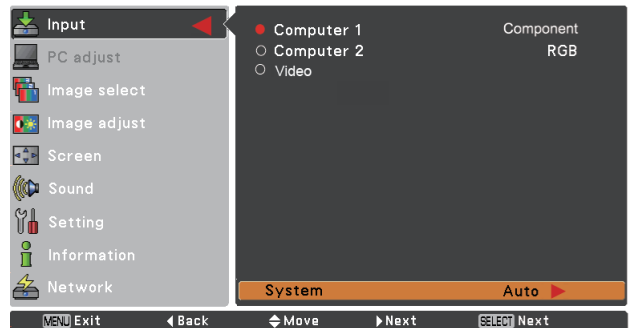 Input
PC adjust
Image select
Image adjust
Screen
Sound
Setting
Information
Network
Computer 1 Component
Computer 2 RGB
Video
System Auto
MENU Exit Back Move Next SELECT Next